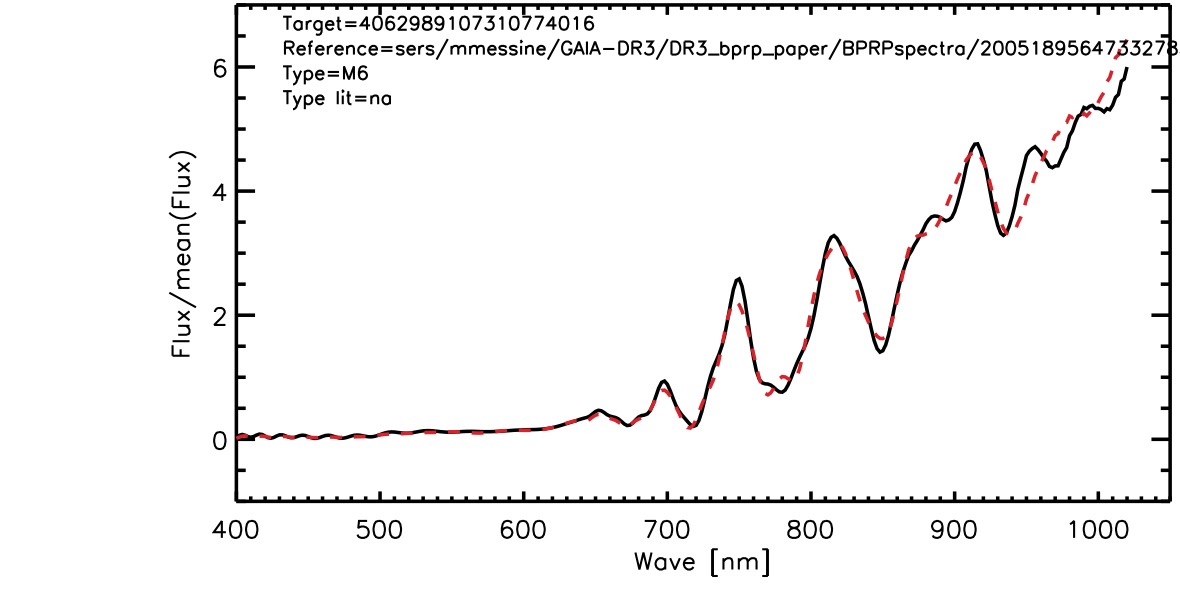 Target=4062989107310774016
Reference=sers/mmessine/GAIA-DR3/DR3_bprp_paper/BPRPspectra/2005189564733278
Type=M6
Type lit=na
6
4
2
0
Flux/mean(Flux)
400 500 600 700 800 900 1000
Wave [nm]